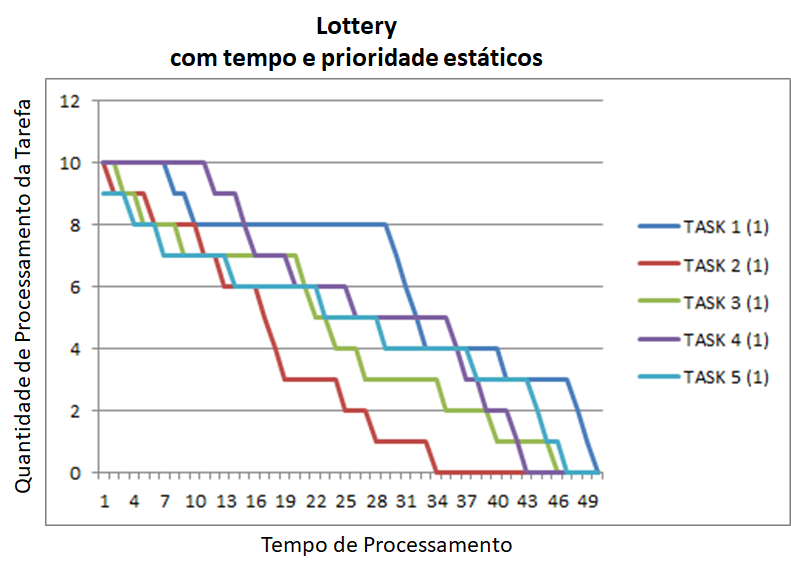 Lottery
com tempo e prioridade estáticos
Quantidade de Processamento da Tarefa
12
10
8
6
4
2
0
1 4 7 10 13 16 19 22 25 28 31 34 37 40 43 46 49
Tempo de Processamento
TASK 1 (1)
TASK 2 (1)
TASK 3 (1)
TASK 4 (1)
TASK 5 (1)